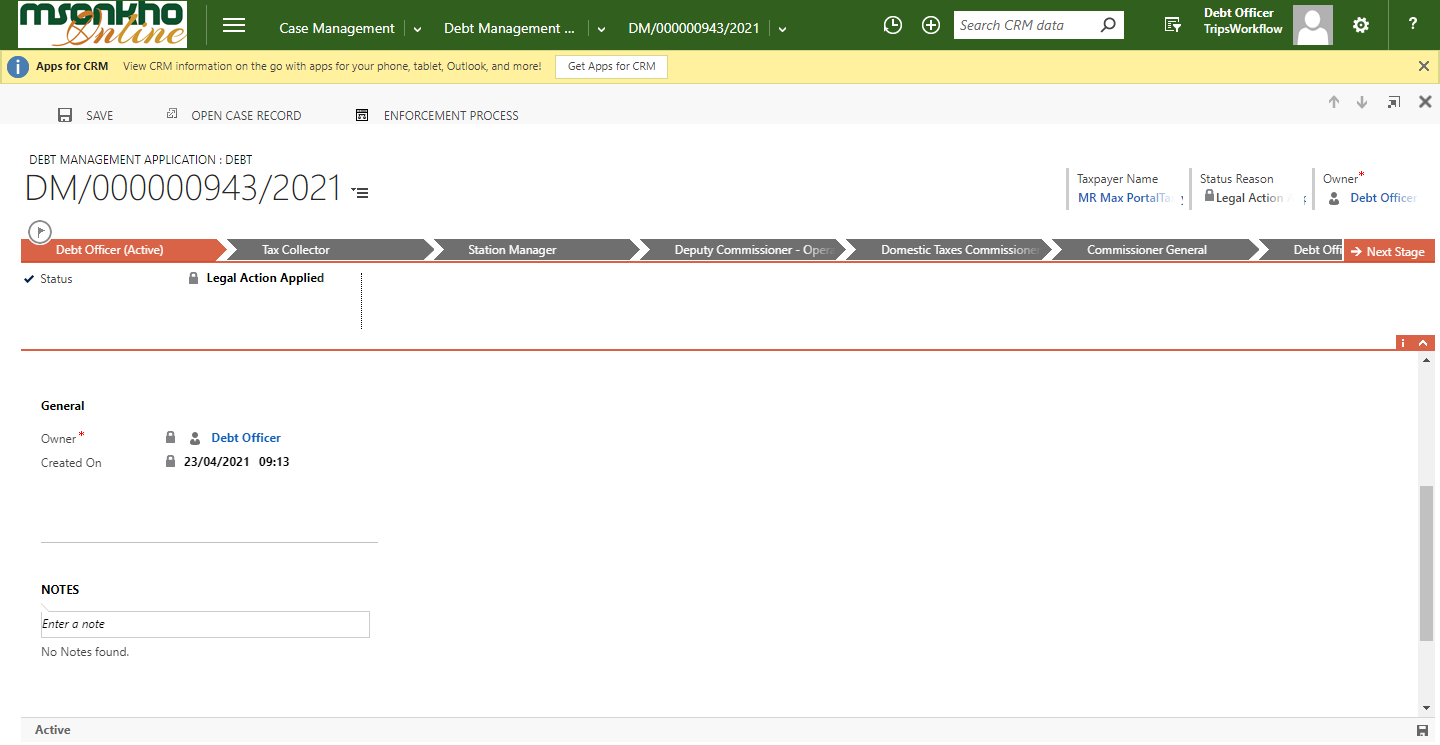 msonkho Online
Case Management
Debt Management ...
DM/000000943/2021
Search CRM data
Debt Officer
TripsWorkflow
?
Apps for CRM View CRM information on the go with apps for your phone, tablet, Outlook, and more! Get Apps for CRM
SAVE OPEN CASE RECORD ENFORCEMENT PROCESS
DEBT MANAGEMENT APPLICATION : DEBT
DM/000000943/2021
Taxpayer Name
MR Max PortalTa
Status Reason
Legal Action
Owner*
Debt Officer
Debt Officer (Active) Tax Collector Station Manager Deputy Commissioner - Oper Domestic Taxes Commissioner Commissioner General Debt Offi Next Stage
Status Legal Action Applied
General
Owner* Debt Officer
Created On 23/04/2021 09:13
NOTES
Enter a note
No Notes found.
Active